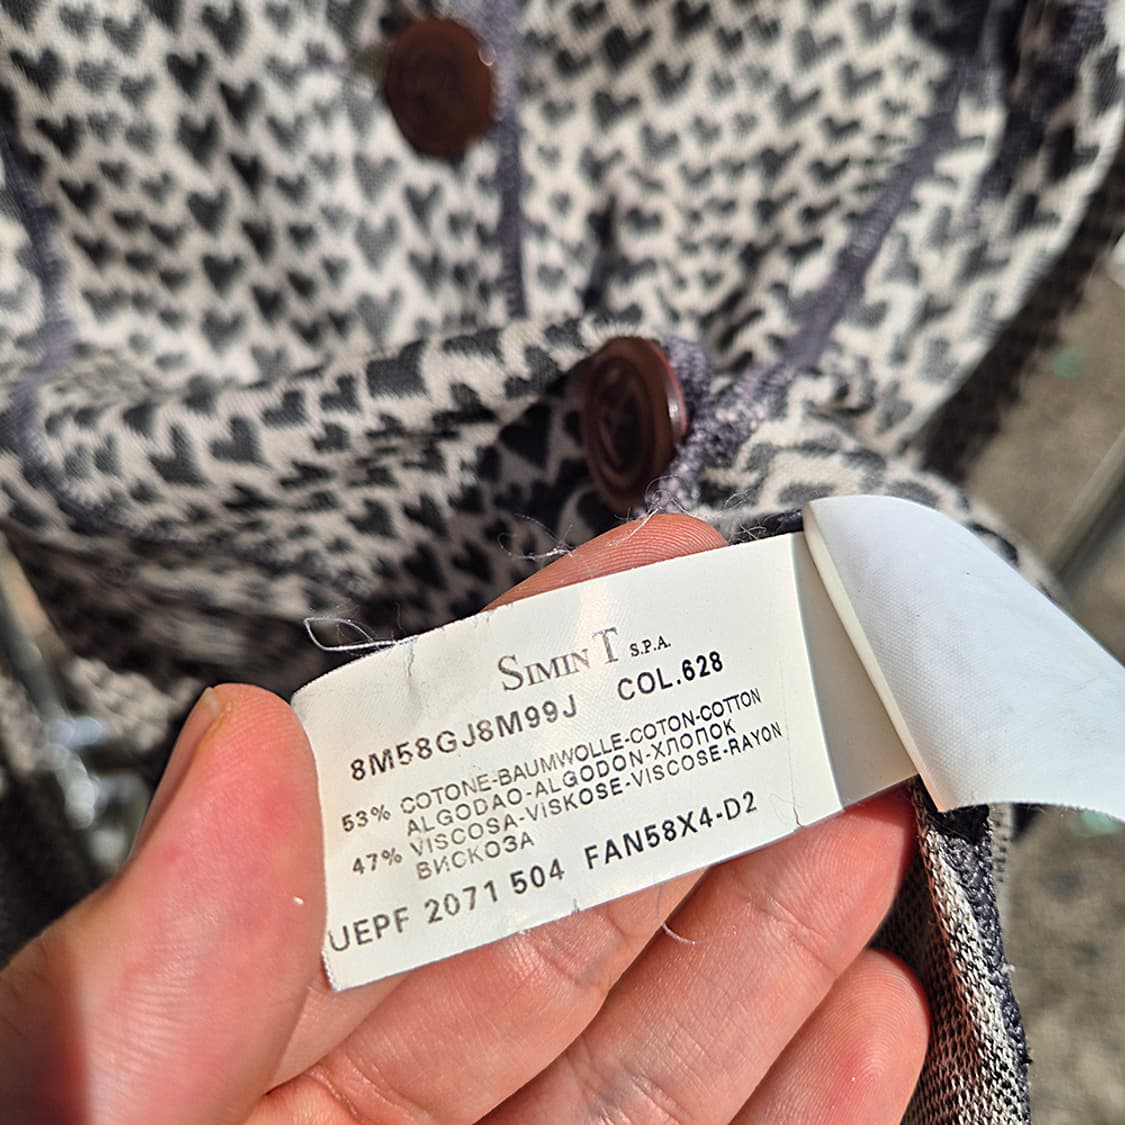 SIMIN T S.P.A.
8M58GJ8M99J COL.628
53% COTONE-BAUMWOLLE-COTON-COTTON
ALGODAO-ALGODON-ХЛОПОК
47% VISCOSA-VISKOSE-VISCOSE-RAYON
ВИСКОЗА
UEPF 2071 504 FAN58X4-D2